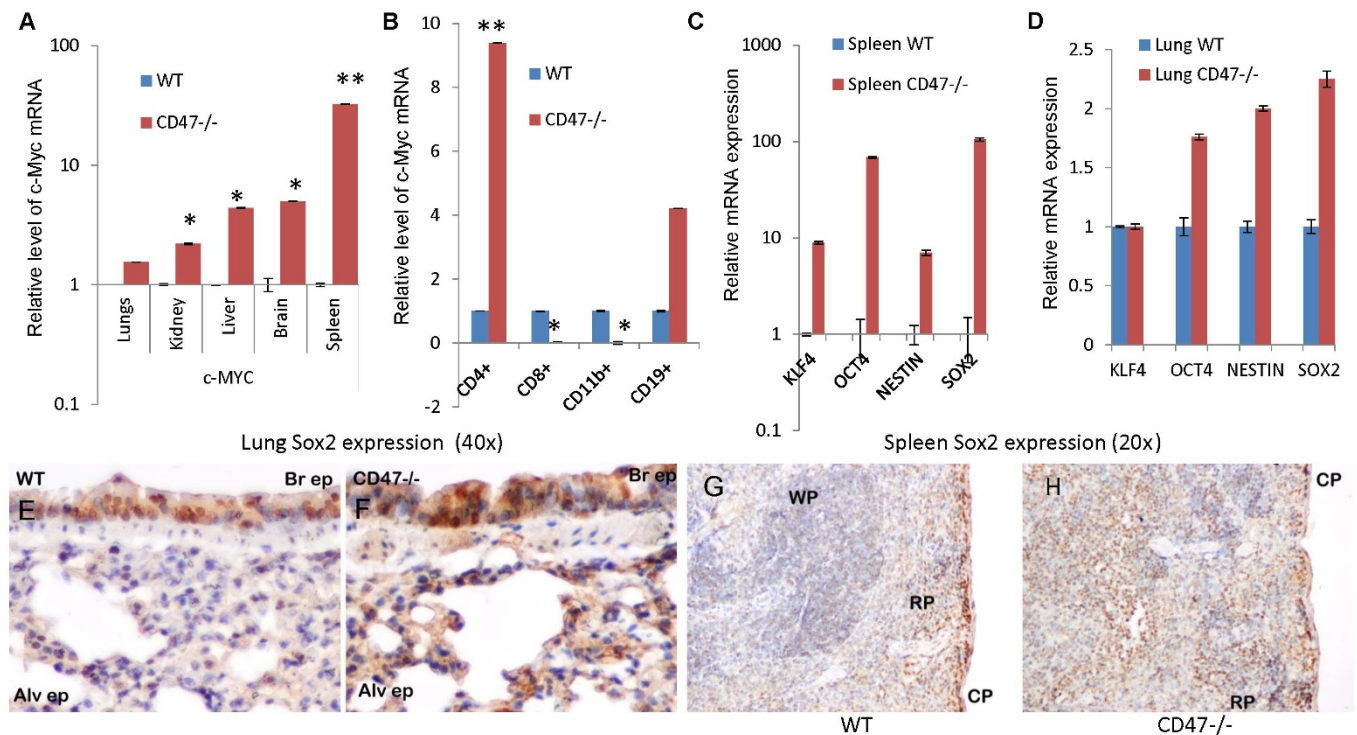 A
Relative level of c-Myc mRNA
100
10
1
0.1
WT
CD47-/-
*
*
*
**
Lungs
Kidney
Liver
Brain
Spleen
c-MYC
B
Relative level of c-Myc mRNA
10
8
6
4
2
0
-2
**
WT
CD47-/-
*
*
CD4+
CD8+
CD11b+
CD19+
C
Relative mRNA expression
1000
100
10
1
0.1
Spleen WT
Spleen CD47-/-
KLF4
OCT4
NESTIN
SOX2
D
Relative mRNA expression
2.5
2
1.5
1
0.5
0
Lung WT
Lung CD47-/-
KLF4
OCT4
NESTIN
SOX2
Lung Sox2 expression (40x)
Spleen Sox2 expression (20x)
WT
Br ep
E
Alv ep
CD47-/-
Br ep
F
Alv ep
G
WP
RP
CP
WT
H
CP
RP
CD47-/-